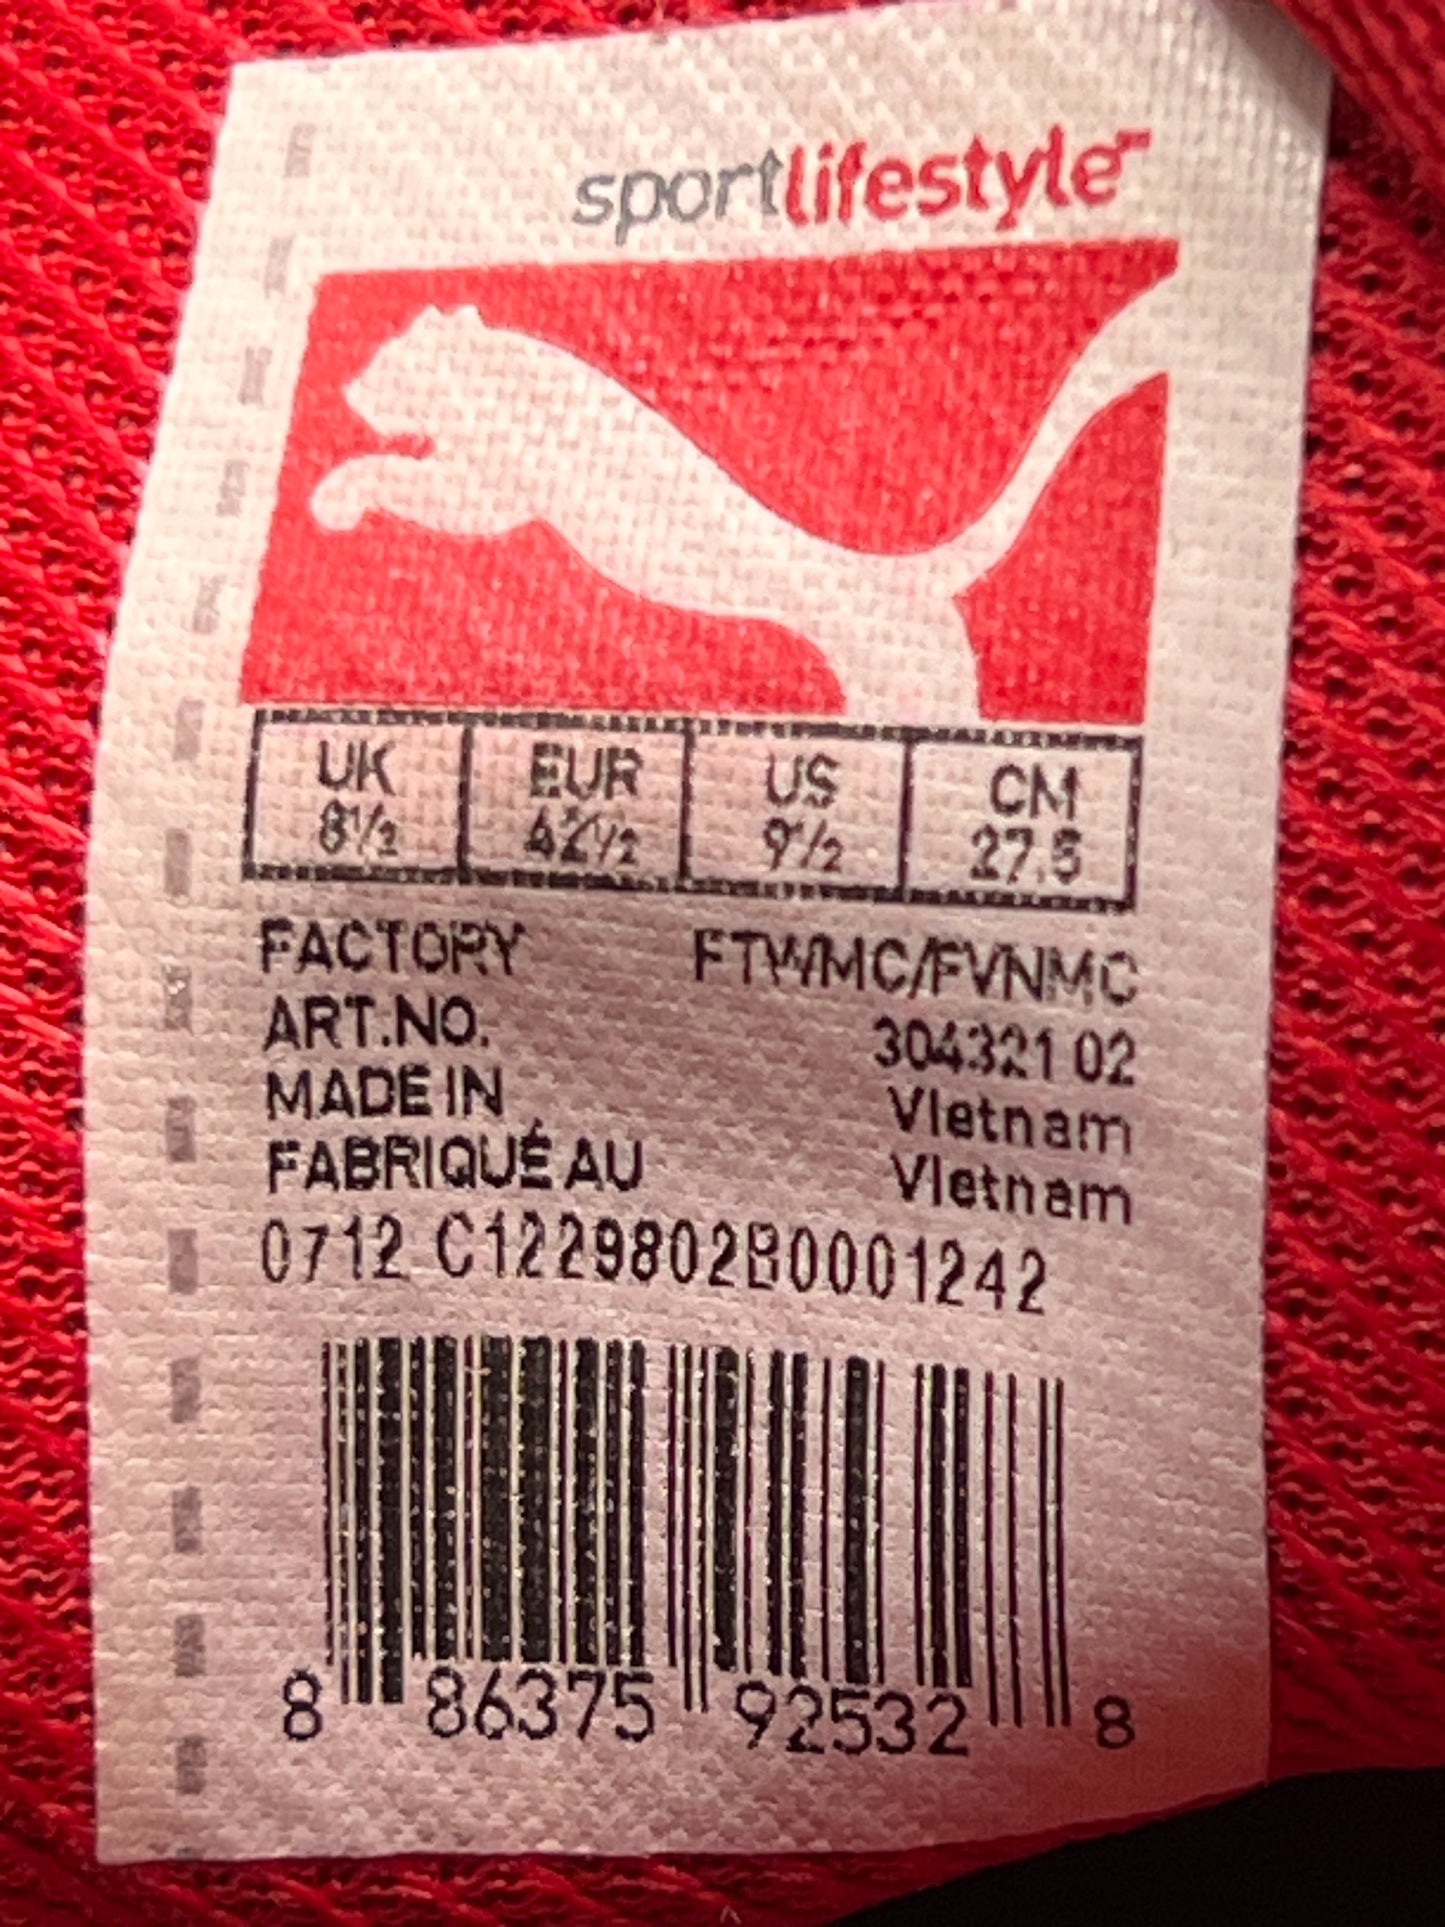 sportlifestyle™
UK EUR US CM
8½ 42½ 9½ 27.5
FACTORY FTWMC/FVNMC
ART.NO. 304321 02
MADE IN Vietnam
FABRIQUÉ AU Vietnam
0712 C1229802B0001242
8 86375 92532 8